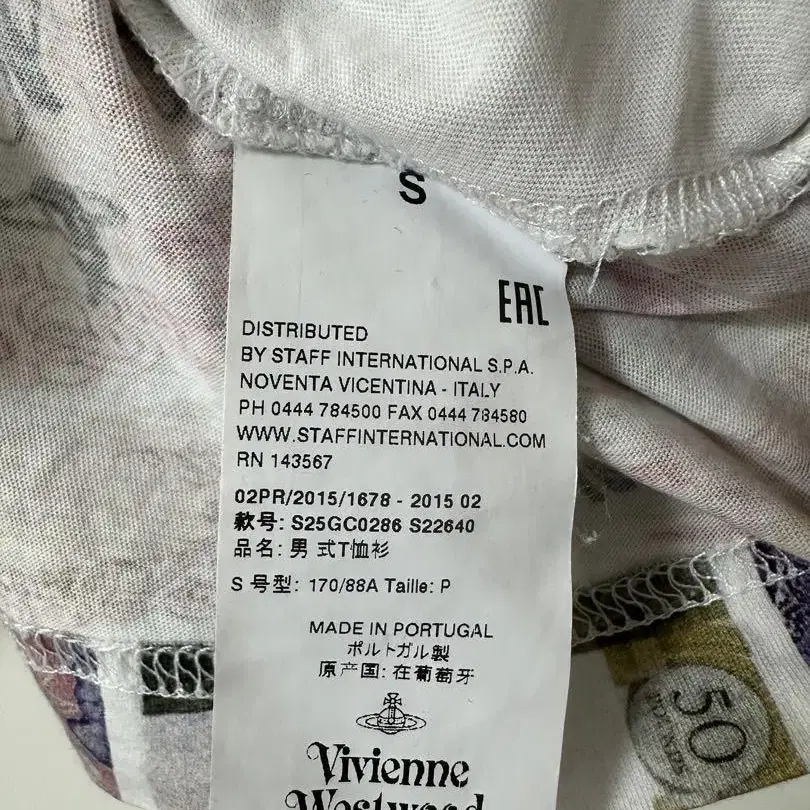 S
EAC
DISTRIBUTED
BY STAFF INTERNATIONAL S.P.A.
NOVENTA VICENTINA - ITALY
PH 0444 784500 FAX 0444 784580
WWW.STAFFINTERNATIONAL.COM
RN 143567
02PR/2015/1678 - 2015 02
款号: S25GC0286 S22640
品名: 男 式T恤衫
S 号型: 170/88A Taille: P
MADE IN PORTUGAL
ポルトガル製
原产国: 在葡萄牙
Vivienne
Westwood
50
POUNDS